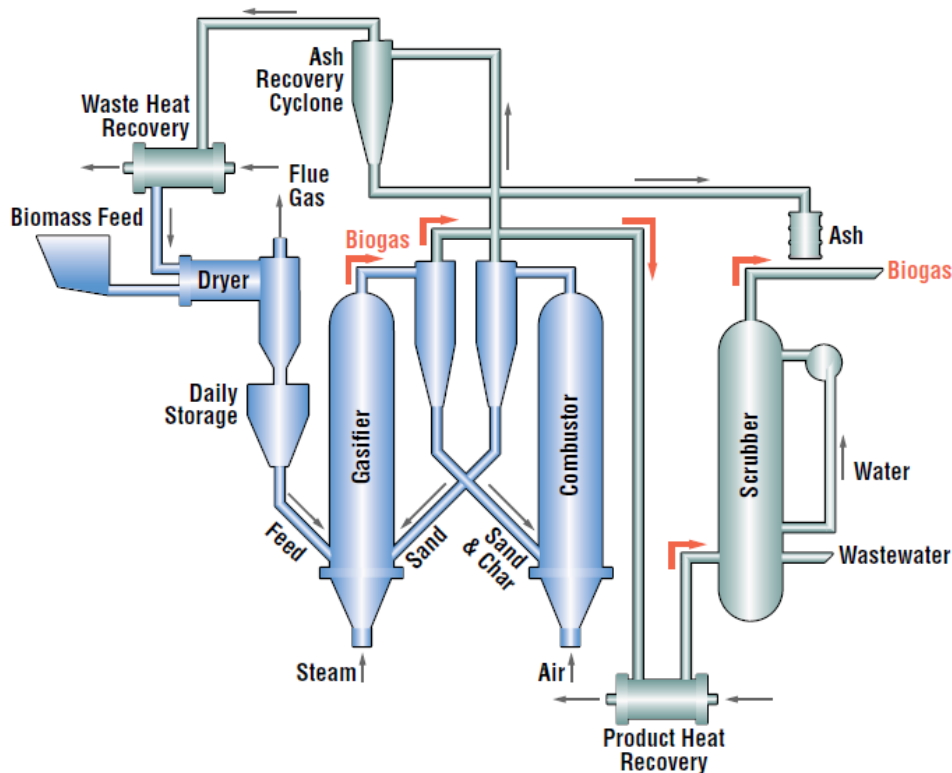 Ash
Recovery
Cyclone
Waste Heat
Recovery
Flue
Gas
Biomass Feed
Biogas
Ash
Dryer
Biogas
Daily
Storage
Gasifier
Combustor
Scrubber
Water
Feed
Sand
Sand
& Char
Wastewater
Steam
Air
Product Heat
Recovery